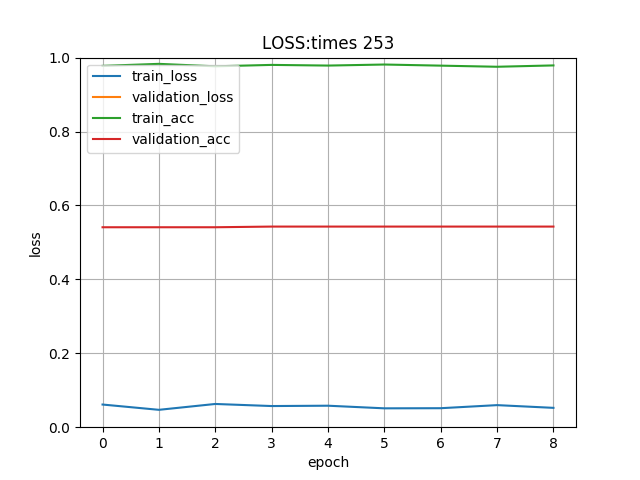 LOSS:times 253
1.0
0.8
0.6
0.4
0.2
0.0
loss
train_loss
validation_loss
train_acc
validation_acc
0 1 2 3 4 5 6 7 8
epoch